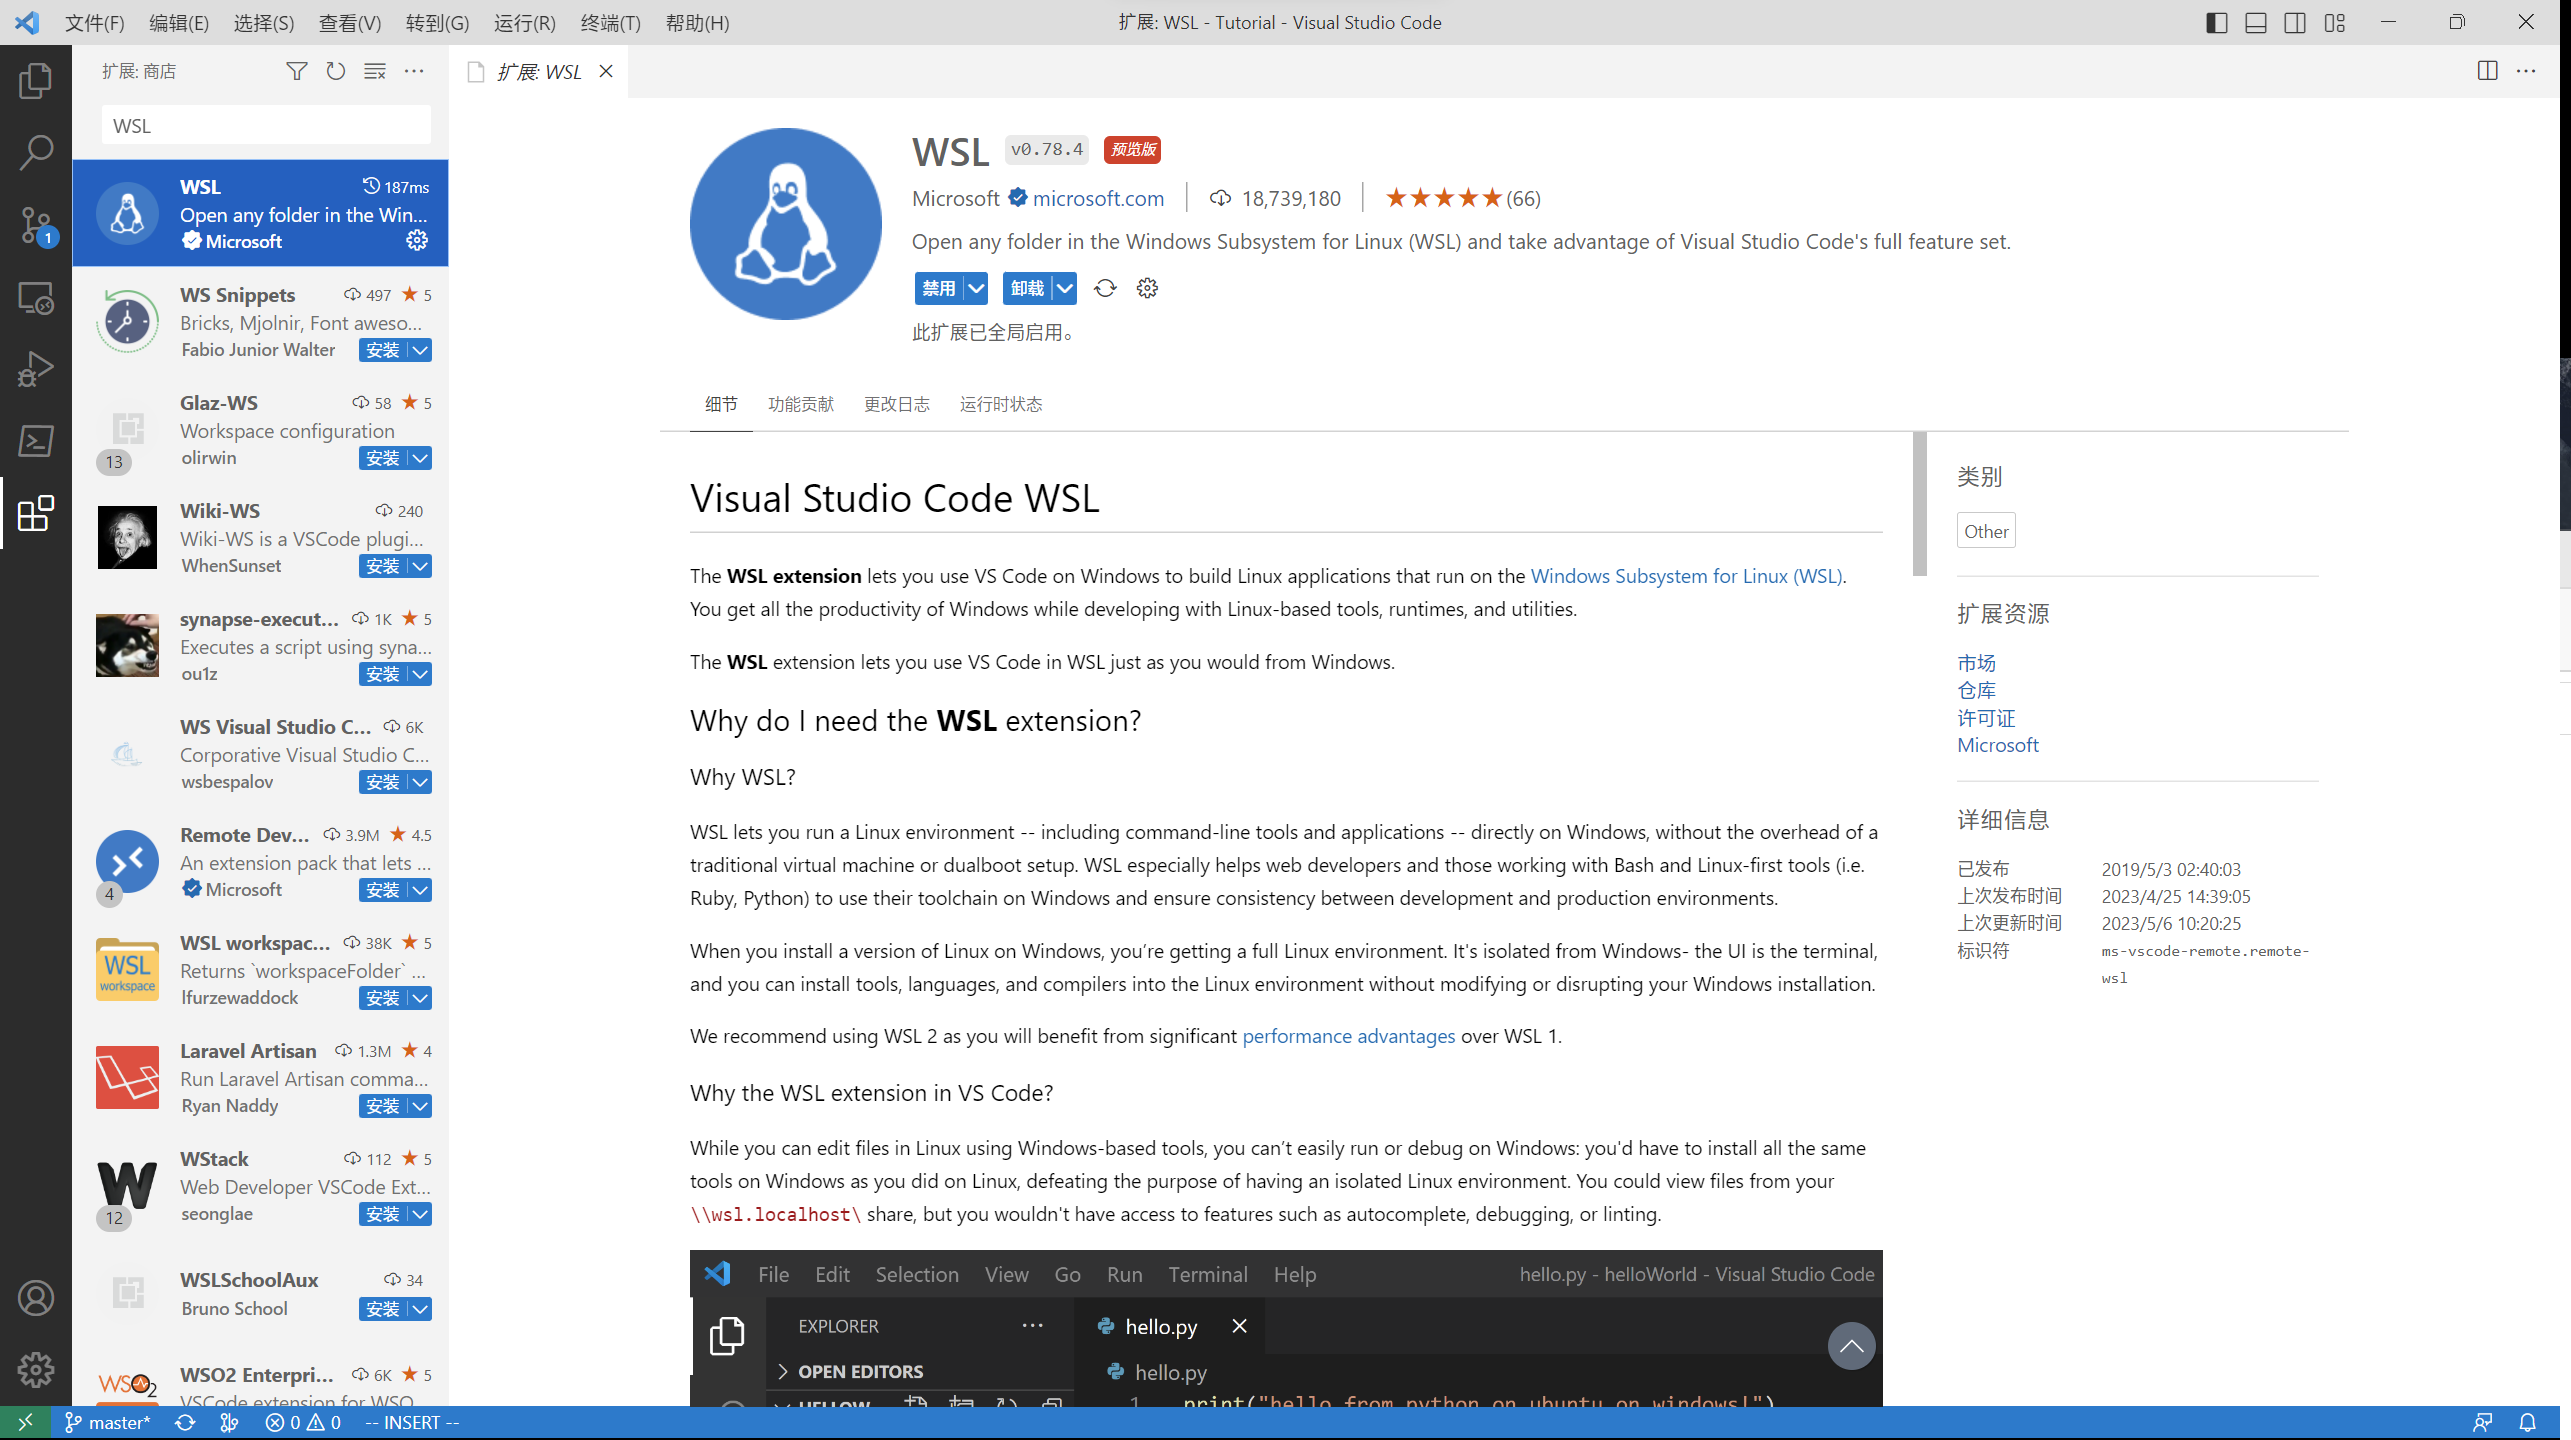 文件(F) 编辑(E) 选择(S) 查看(V) 转到(G) 运行(R) 终端(T) 帮助(H)
扩展: WSL - Tutorial - Visual Studio Code
扩展: 商店
扩展: WSL
WSL
1
WSL 187ms
Open any folder in the Win...
Microsoft
WS Snippets 497 5
Bricks, Mjolnir, Font aweso...
Fabio Junior Walter 安装
Glaz-WS 58 5
Workspace configuration
olirwin 安装
13
Wiki-WS 240
Wiki-WS is a VSCode plugi...
WhenSunset 安装
synapse-execut... 1K 5
Executes a script using syna...
ou1z 安装
WS Visual Studio C... 6K
Corporative Visual Studio C...
wsbespalov 安装
Remote Dev... 3.9M 4.5
An extension pack that lets ...
Microsoft 安装
4
WSL workspac... 38K 5
Returns `workspaceFolder` ...
lfurzewaddock 安装
WSL
workspace
Laravel Artisan 1.3M 4
Run Laravel Artisan comma...
Ryan Naddy 安装
WStack 112 5
Web Developer VSCode Ext...
seonglae 安装
W
12
WSLSchoolAux 34
Bruno School 安装
WSO2 Enterpri... 6K 5
VSCode extension for WSO
WSO2
WSL v0.78.4 预览版
Microsoft microsoft.com 18,739,180 ★★★★★(66)
Open any folder in the Windows Subsystem for Linux (WSL) and take advantage of Visual Studio Code's full feature set.
禁用 卸载
此扩展已全局启用。
细节 功能贡献 更改日志 运行时状态
Visual Studio Code WSL
The WSL extension lets you use VS Code on Windows to build Linux applications that run on the Windows Subsystem for Linux (WSL).
You get all the productivity of Windows while developing with Linux-based tools, runtimes, and utilities.
The WSL extension lets you use VS Code in WSL just as you would from Windows.
Why do I need the WSL extension?
Why WSL?
WSL lets you run a Linux environment -- including command-line tools and applications -- directly on Windows, without the overhead of a
traditional virtual machine or dualboot setup. WSL especially helps web developers and those working with Bash and Linux-first tools (i.e.
Ruby, Python) to use their toolchain on Windows and ensure consistency between development and production environments.
When you install a version of Linux on Windows, you’re getting a full Linux environment. It's isolated from Windows- the UI is the terminal,
and you can install tools, languages, and compilers into the Linux environment without modifying or disrupting your Windows installation.
We recommend using WSL 2 as you will benefit from significant performance advantages over WSL 1.
Why the WSL extension in VS Code?
While you can edit files in Linux using Windows-based tools, you can’t easily run or debug on Windows: you'd have to install all the same
tools on Windows as you did on Linux, defeating the purpose of having an isolated Linux environment. You could view files from your
\\wsl.localhost\ share, but you wouldn't have access to features such as autocomplete, debugging, or linting.
File Edit Selection View Go Run Terminal Help hello.py - helloWorld - Visual Studio Code
EXPLORER ··· hello.py
OPEN EDITORS hello.py
HELLOW 1 print("hello from python on ubuntu on windows!")
类别
Other
扩展资源
市场
仓库
许可证
Microsoft
详细信息
已发布 2019/5/3 02:40:03
上次发布时间 2023/4/25 14:39:05
上次更新时间 2023/5/6 10:20:25
标识符 ms-vscode-remote.remote-
wsl
master* 0 0 -- INSERT --